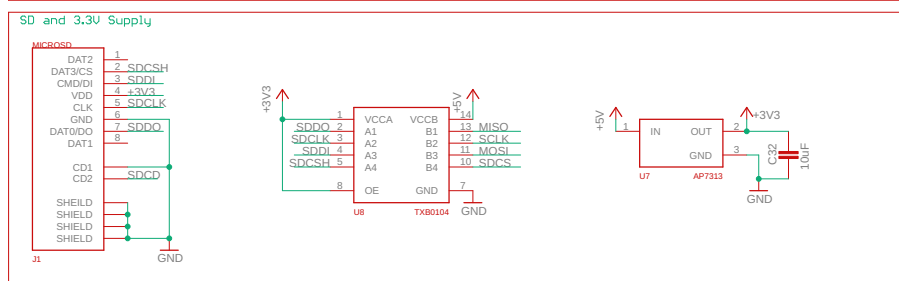 SD and 3.3V Supply
MICROSD
DAT2 1
DAT3/CS 2 SDCSH
CMD/DI 3 SDDI
VDD 4 +3V3
CLK 5 SDCLK
GND 6
DAT0/DO 7 SDDO
DAT1 8
CD1
CD2 SDCD
SHEILD
SHIELD
SHIELD
SHIELD
J1
GND
+3V3
+5V
1 VCCA VCCB 14
SDDO 2 A1 B1 13 MISO
SDCLK 3 A2 B2 12 SCLK
SDDI 4 A3 B3 11 MOSI
SDCSH 5 A4 B4 10 SDCS
8 OE GND 7
U8 TXB0104
GND
+5V
+3V3
1 IN OUT 2
GND 3
U7 AP7313
C32
10uF
GND